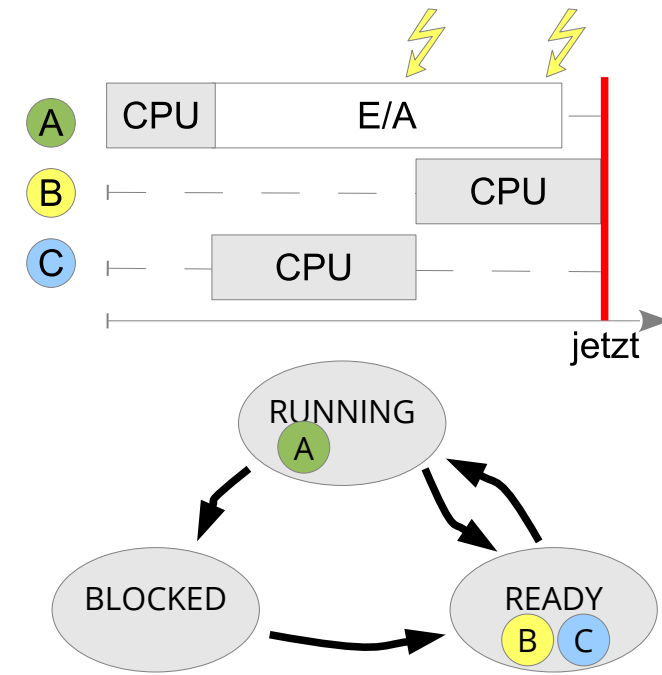 A CPU E/A
B CPU
C CPU
jetzt
RUNNING
A
BLOCKED
READY
B C